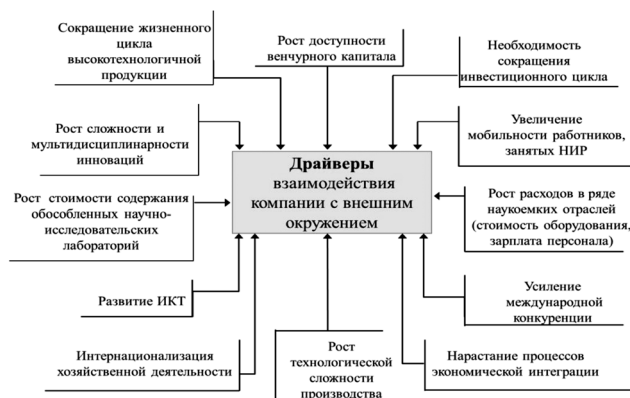 Сокращение жизненного
цикла
высокотехнологичной
продукции
Рост доступности
венчурного капитала
Необходимость
сокращения
инвестиционного цикла
Рост сложности и
мультидисциплинарности
инноваций
Увеличение
мобильности работников,
занятых НИР
Драйверы
взаимодействия
компании с внешним
окружением
Рост стоимости содержания
обособленных научно-
исследовательских
лабораторий
Рост расходов в ряде
наукоемких отраслей
(стоимость оборудования,
зарплата персонала)
Развитие ИКТ
Усиление
международной
конкуренции
Интернационализация
хозяйственной деятельности
Рост
технологической
сложности
производства
Нарастание процессов
экономической интеграции